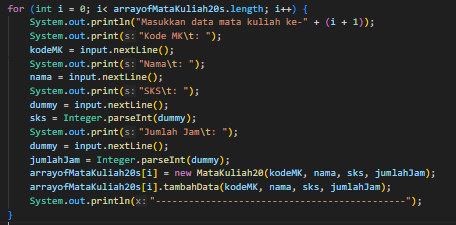 for (int i = 0; i< arrayofMataKuliah20s.length; i++) {
System.out.println("Masukkan data mata kuliah ke-" + (i + 1));
System.out.print(s:"Kode MK\t: ");
kodeMK = input.nextLine();
System.out.print(s:"Nama\t: ");
nama = input.nextLine();
System.out.print(s:"SKS\t: ");
dummy = input.nextLine();
sks = Integer.parseInt(dummy);
System.out.print(s:"Jumlah Jam\t: ");
dummy = input.nextLine();
jumlahJam = Integer.parseInt(dummy);
arrayofMataKuliah20s[i] = new MataKuliah20(kodeMK, nama, sks, jumlahJam);
arrayofMataKuliah20s[i].tambahData(kodeMK, nama, sks, jumlahJam);
System.out.println(x:"------------------------------------------");
}